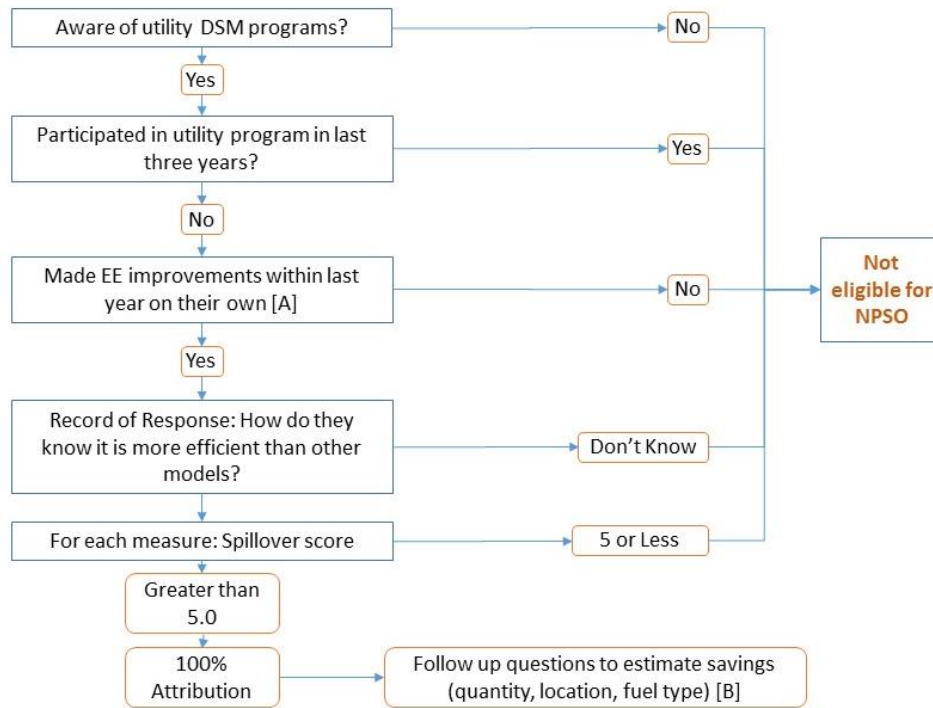 Aware of utility DSM programs?
No
Yes
Participated in utility program in last
three years?
Yes
No
Made EE improvements within last
year on their own [A]
No
Not
eligible for
NPSO
Yes
Record of Response: How do they
know it is more efficient than other
models?
Don't Know
For each measure: Spillover score
5 or Less
Greater than
5.0
100%
Attribution
Follow up questions to estimate savings
(quantity, location, fuel type) [B]